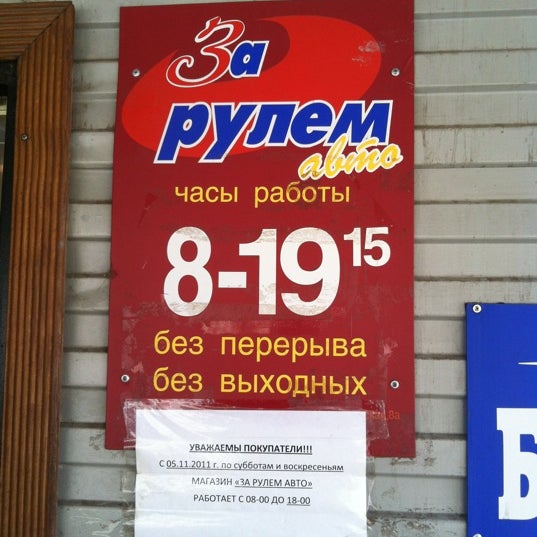 За
рулем
авто
часы работы
8-19 15
без перерыва
без выходных
УВАЖАЕМЫ ПОКУПАТЕЛИ!!!
С 05.11.2011 г. по субботам и воскресеньям
МАГАЗИН «ЗА РУЛЕМ АВТО»
РАБОТАЕТ С 08-00 ДО 18-00
Б